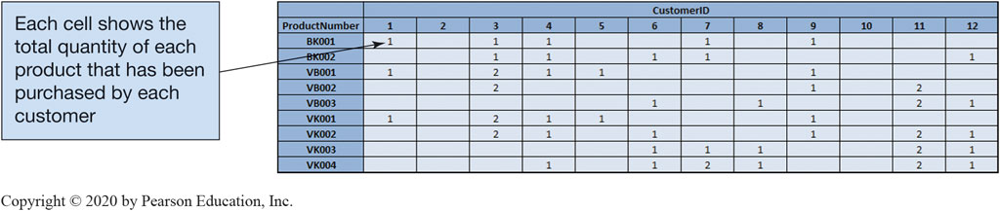 Each cell shows the
total quantity of each
product that has been
purchased by each
customer
CustomerID
ProductNumber 1 2 3 4 5 6 7 8 9 10 11 12
BK001 1 1 1 1 1
BK002 1 1 1 1 1
VB001 1 2 1 1 1
VB002 2 1 2
VB003 1 1 2 1
VK001 1 2 1 1 1
VK002 2 1 1 1 2 1
VK003 1 1 1 2 1
VK004 1 1 2 1 2 1
Copyright © 2020 by Pearson Education, Inc.